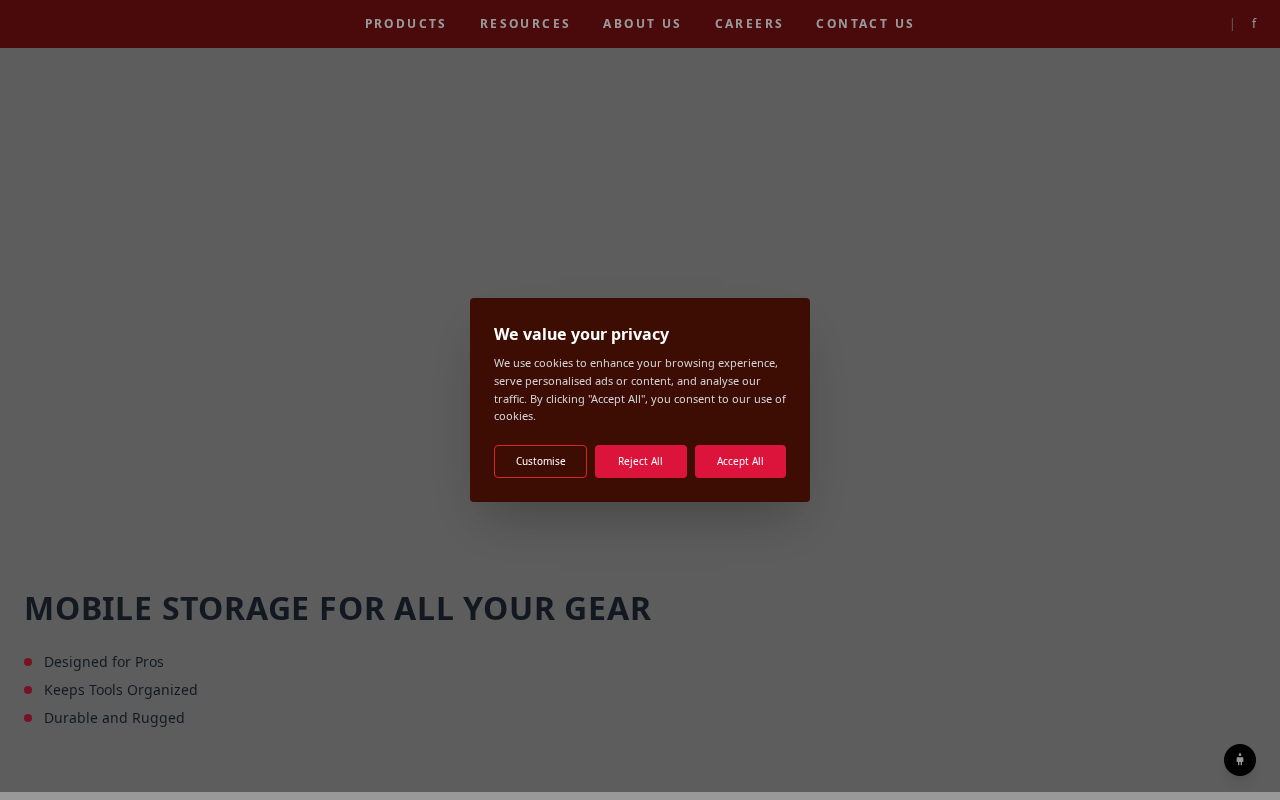 PRODUCTS RESOURCES ABOUT US CAREERS CONTACT US | f
We value your privacy
We use cookies to enhance your browsing experience,
serve personalised ads or content, and analyse our
traffic. By clicking "Accept All", you consent to our use of
cookies.
Customise Reject All Accept All
MOBILE STORAGE FOR ALL YOUR GEAR
Designed for Pros
Keeps Tools Organized
Durable and Rugged